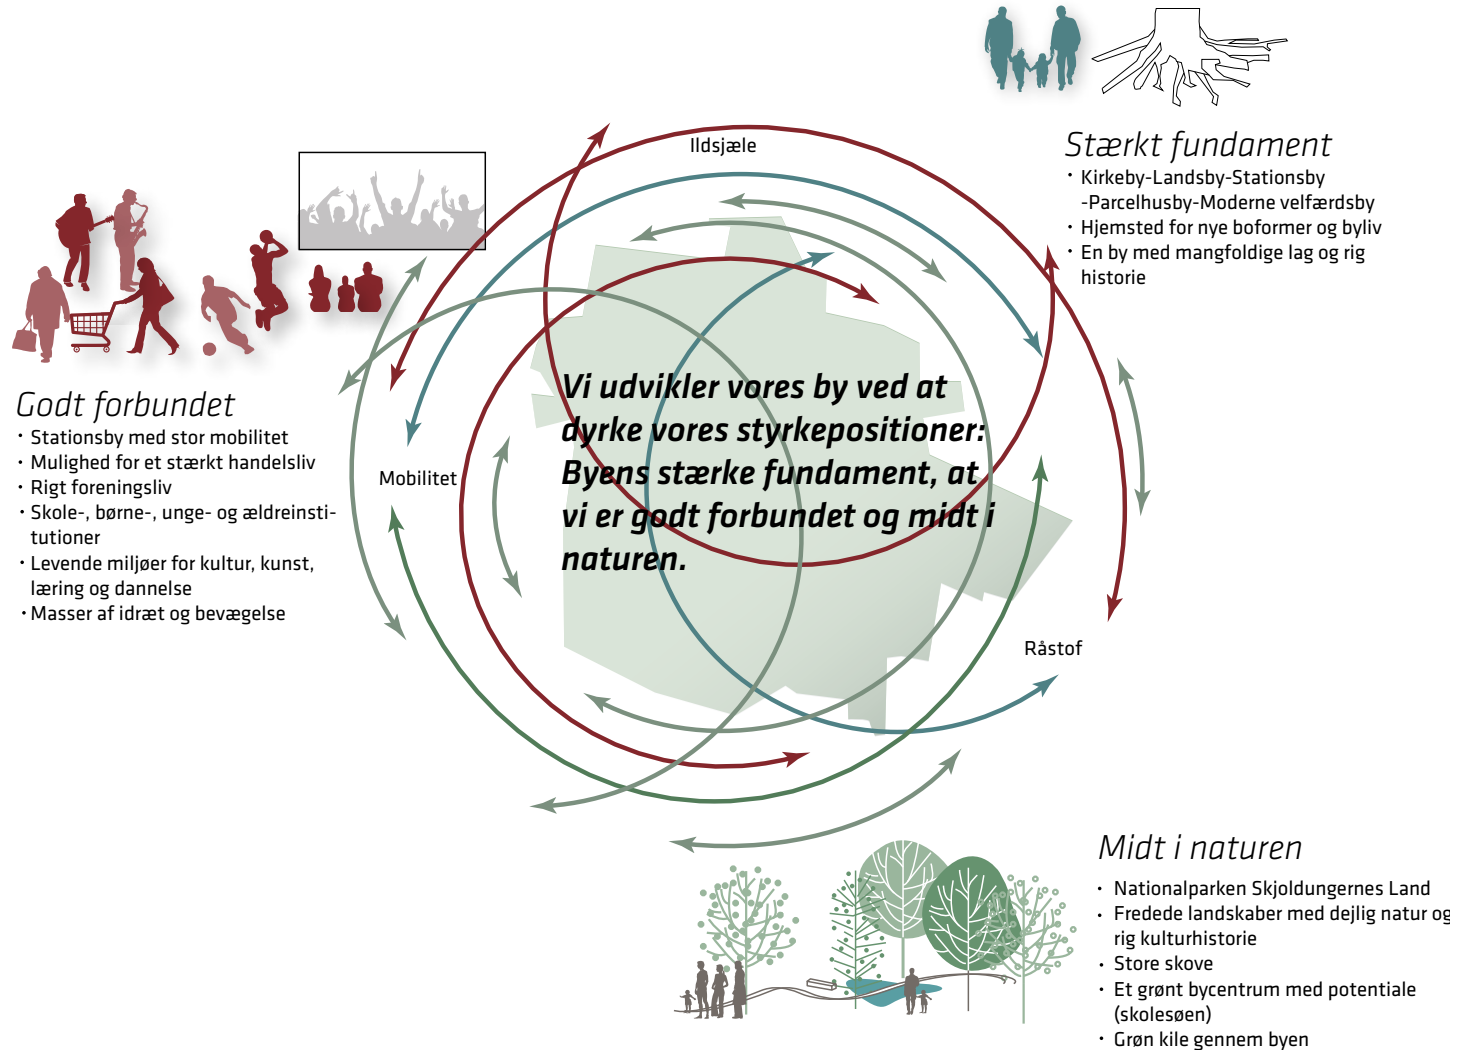 Ildsjæle
Stærkt fundament
· Kirkeby-Landsby-Stationsby
-Parcelhusby-Moderne velfærdsby
· Hjemsted for nye boformer og byliv
· En by med mangfoldige lag og rig
historie
Godt forbundet
· Stationsby med stor mobilitet
· Mulighed for et stærkt handelsliv
· Rigt foreningsliv
· Skole-, børne-, unge- og ældreinsti-
tutioner
· Levende miljøer for kultur, kunst,
læring og dannelse
· Masser af idræt og bevægelse
Mobilitet
Vi udvikler vores by ved at
dyrke vores styrkepositioner:
Byens stærke fundament, at
vi er godt forbundet og midt i
naturen.
Råstof
Midt i naturen
· Nationalparken Skjoldungernes Land
· Fredede landskaber med dejlig natur og
rig kulturhistorie
· Store skove
· Et grønt bycentrum med potentiale
(skolesøen)
· Grøn kile gennem byen